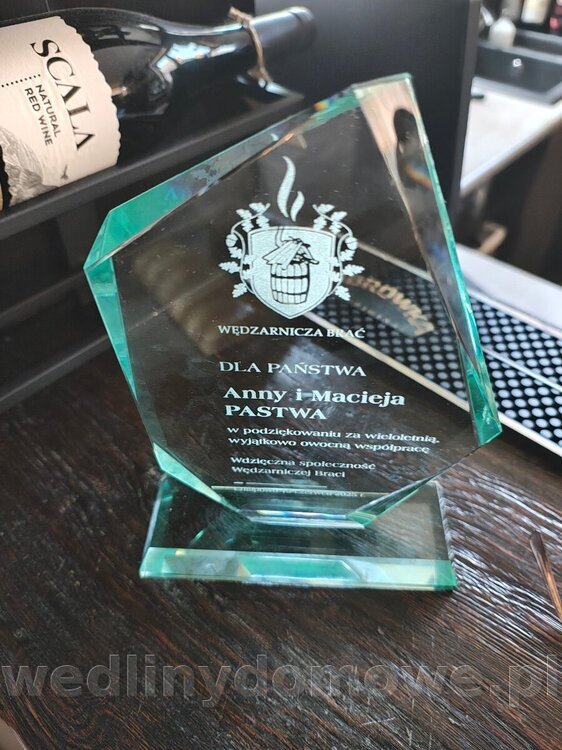 SCALA
NATURAL
RED WINE
WĘDZARNICZA BRAĆ
DLA PAŃSTWA
Anny i Macieja
PASTWA
w podziękowaniu za wieloletnią,
wyjątkowo owocną współpracę
Wdzięczna społeczność
Wędzarniczej Braci
wedlinydomowe.pl